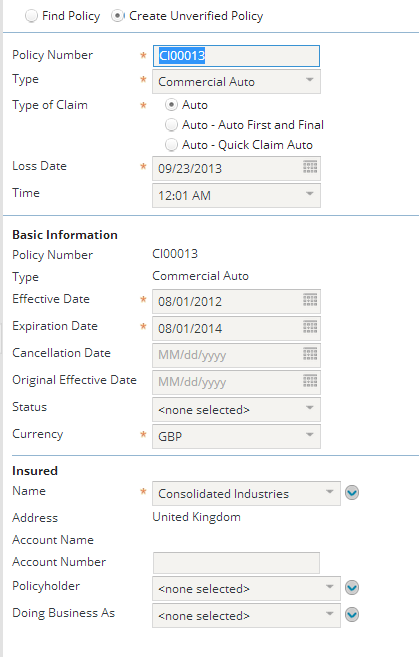 Find Policy Create Unverified Policy
Policy Number * CI00013
Type * Commercial Auto
Type of Claim * Auto
Auto - Auto First and Final
Auto - Quick Claim Auto
Loss Date * 09/23/2013
Time 12:01 AM
Basic Information
Policy Number CI00013
Type Commercial Auto
Effective Date * 08/01/2012
Expiration Date * 08/01/2014
Cancellation Date MM/dd/yyyy
Original Effective Date MM/dd/yyyy
Status <none selected>
Currency * GBP
Insured
Name * Consolidated Industries
Address United Kingdom
Account Name
Account Number
Policyholder <none selected>
Doing Business As <none selected>